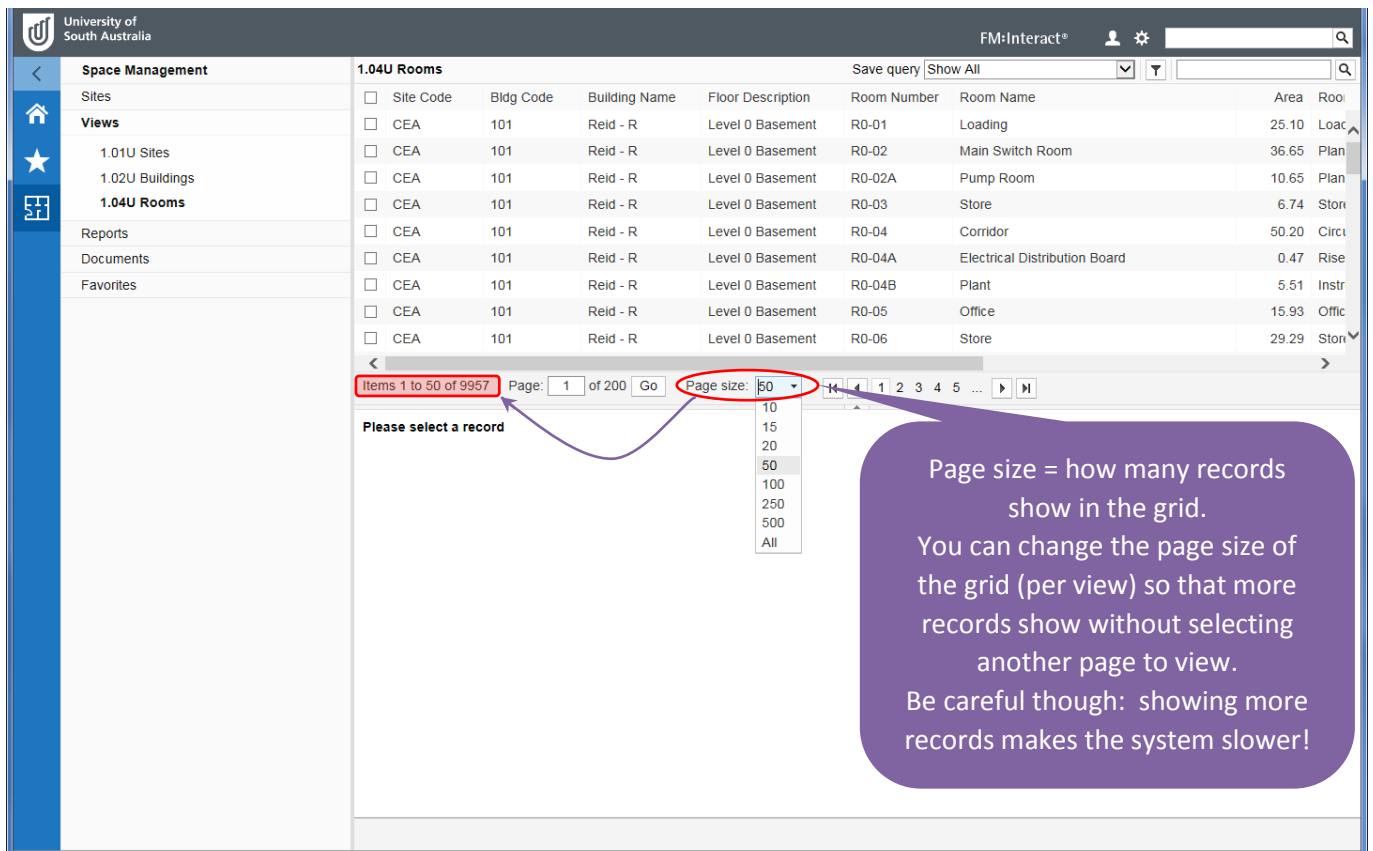 University of
South Australia
FM:Interact®
Space Management
Sites
Views
1.01U Sites
1.02U Buildings
1.04U Rooms
Reports
Documents
Favorites
1.04U Rooms Save query Show All
Site Code Bldg Code Building Name Floor Description Room Number Room Name Area Roo
CEA 101 Reid - R Level 0 Basement R0-01 Loading 25.10 Load
CEA 101 Reid - R Level 0 Basement R0-02 Main Switch Room 36.65 Plan
CEA 101 Reid - R Level 0 Basement R0-02A Pump Room 10.65 Plan
CEA 101 Reid - R Level 0 Basement R0-03 Store 6.74 Store
CEA 101 Reid - R Level 0 Basement R0-04 Corridor 50.20 Circu
CEA 101 Reid - R Level 0 Basement R0-04A Electrical Distribution Board 0.47 Rise
CEA 101 Reid - R Level 0 Basement R0-04B Plant 5.51 Instr
CEA 101 Reid - R Level 0 Basement R0-05 Office 15.93 Offic
CEA 101 Reid - R Level 0 Basement R0-06 Store 29.29 Store
Items 1 to 50 of 9957 Page: 1 of 200 Go Page size: 50 1 2 3 4 5 ...
10
15
20
50
100
250
500
All
Please select a record
Page size = how many records
show in the grid.
You can change the page size of
the grid (per view) so that more
records show without selecting
another page to view.
Be careful though: showing more
records makes the system slower!